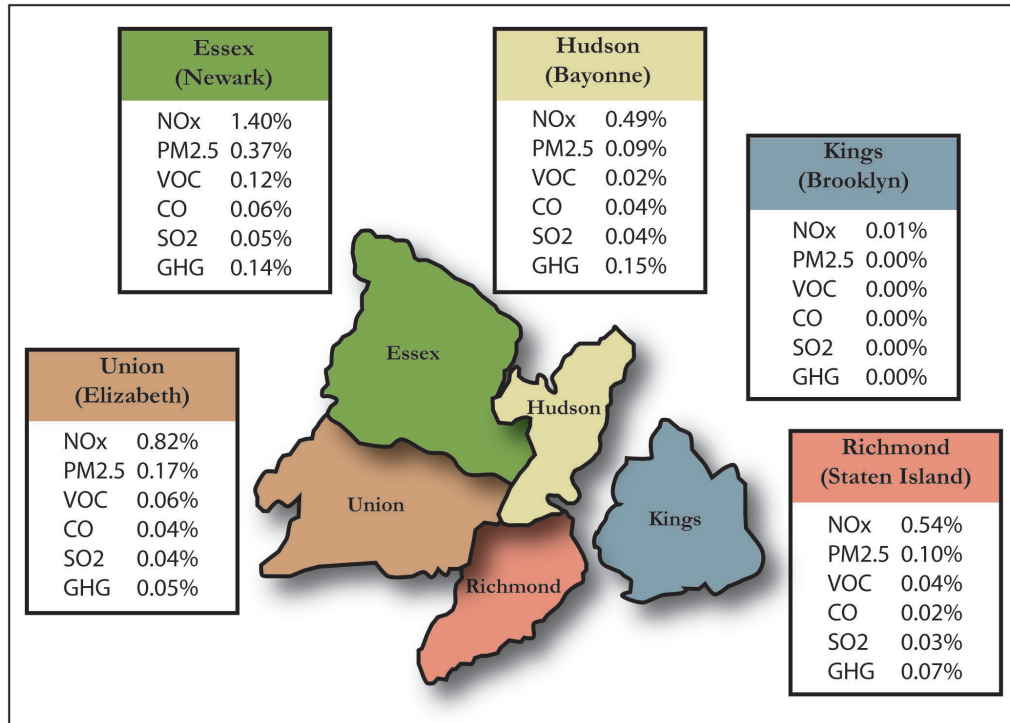 Essex
(Newark)
NOx 1.40%
PM2.5 0.37%
VOC 0.12%
CO 0.06%
SO2 0.05%
GHG 0.14%
Hudson
(Bayonne)
NOx 0.49%
PM2.5 0.09%
VOC 0.02%
CO 0.04%
SO2 0.04%
GHG 0.15%
Kings
(Brooklyn)
NOx 0.01%
PM2.5 0.00%
VOC 0.00%
CO 0.00%
SO2 0.00%
GHG 0.00%
Union
(Elizabeth)
NOx 0.82%
PM2.5 0.17%
VOC 0.06%
CO 0.04%
SO2 0.04%
GHG 0.05%
Richmond
(Staten Island)
NOx 0.54%
PM2.5 0.10%
VOC 0.04%
CO 0.02%
SO2 0.03%
GHG 0.07%
Essex
Hudson
Union
Kings
Richmond